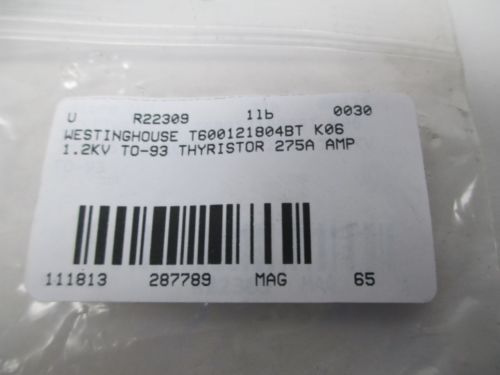 U R22309 1lb 0030
WESTINGHOUSE T600121804BT K06
1.2KV TO-93 THYRISTOR 275A AMP
111813 287789 MAG 65